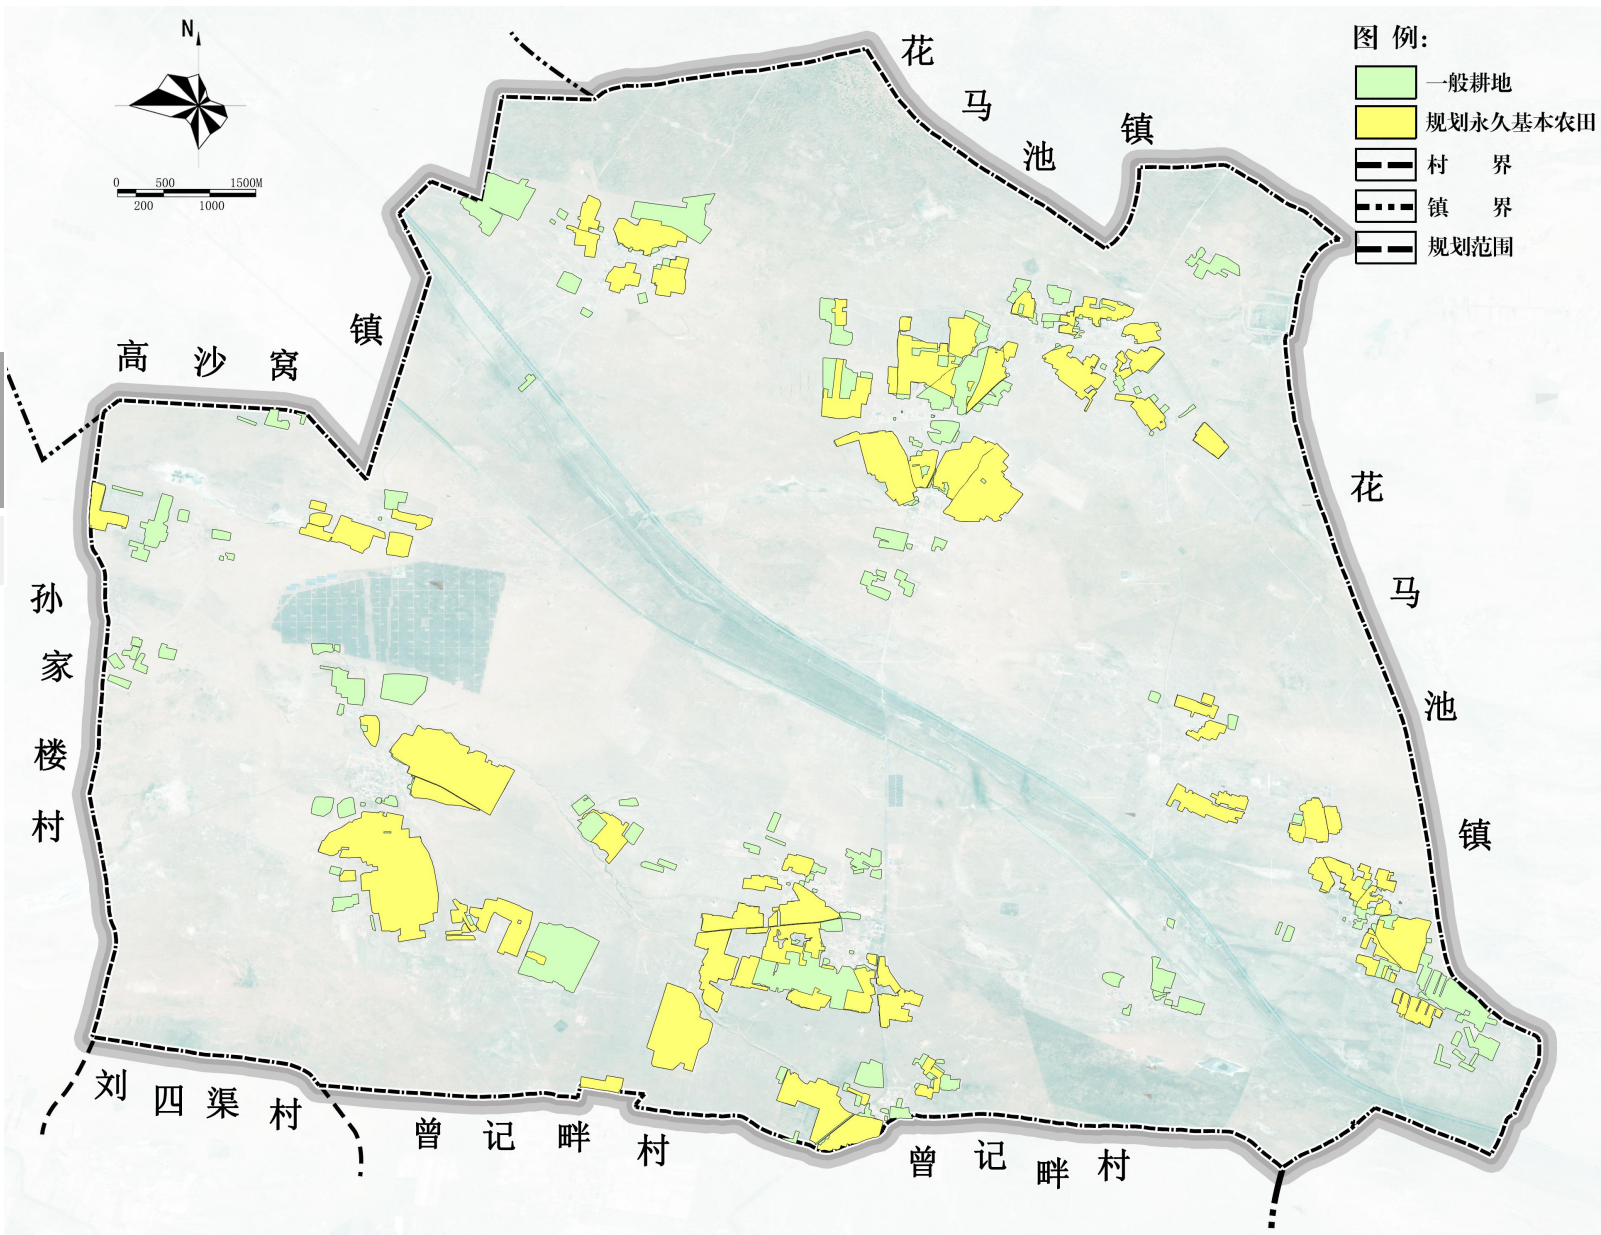 N
0 500 1500M
200 1000
图 例:
一般耕地
规划永久基本农田
村 界
镇 界
规划范围
花马池镇
高沙窝镇
花马池镇
孙家楼村
刘四渠村
曾记畔村
曾记畔村